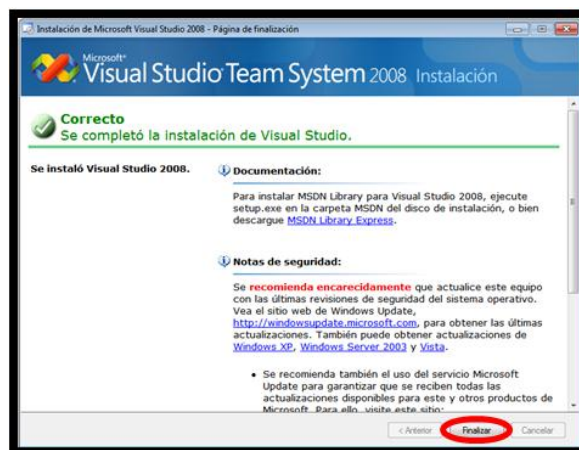 Instalación de Microsoft Visual Studio 2008 - Página de finalización
Microsoft®
Visual Studio Team System 2008 Instalación
Correcto
Se completó la instalación de Visual Studio.
Se instaló Visual Studio 2008.
Documentación:
Para instalar MSDN Library para Visual Studio 2008, ejecute
setup.exe en la carpeta MSDN del disco de instalación, o bien
descargue MSDN Library Express.
Notas de seguridad:
Se recomienda encarecidamente que actualice este equipo
con las últimas revisiones de seguridad del sistema operativo.
Vea el sitio web de Windows Update,
http://windowsupdate.microsoft.com, para obtener las últimas
actualizaciones. También puede obtener actualizaciones de
Windows XP, Windows Server 2003 y Vista.
• Se recomienda también el uso del servicio Microsoft
Update para garantizar que se reciben todas las
actualizaciones disponibles para este y otros productos de
Microsoft. Para ello, visite este sitio:
< Anterior
Finalizar
Cancelar